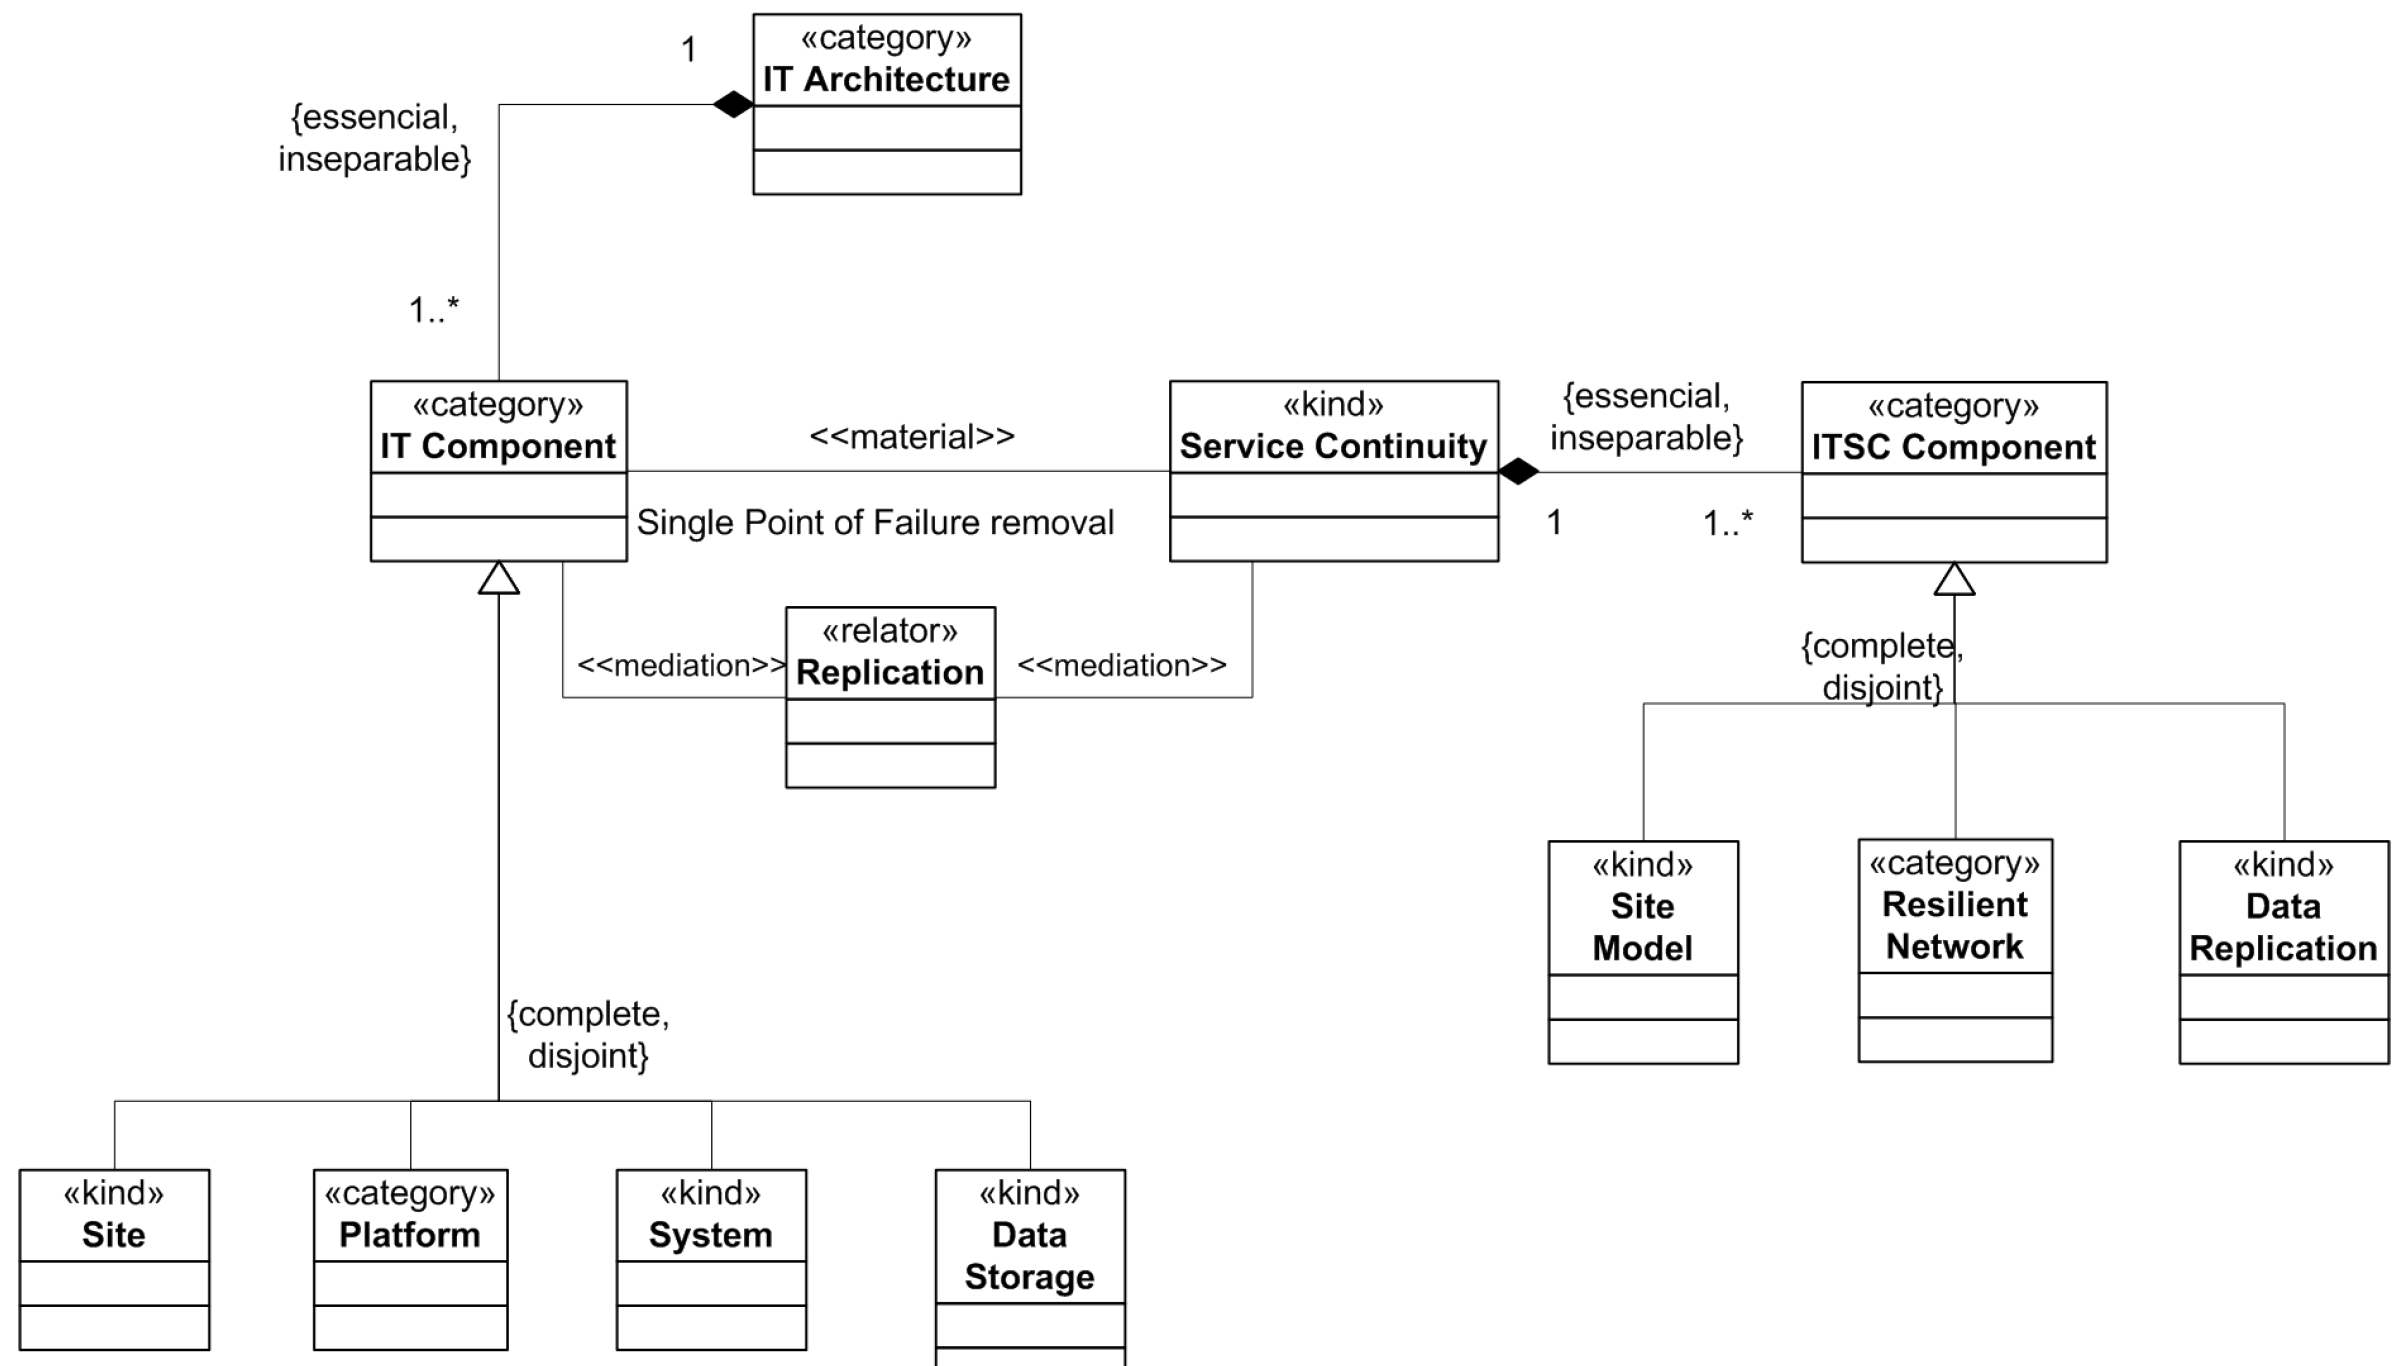 1
«category»
IT Architecture
{essencial,
inseparable}
1..*
«category»
IT Component
<<material>>
Single Point of Failure removal
«kind»
Service Continuity
{essencial,
inseparable}
1
1..*
«category»
ITSC Component
<<mediation>>
«relator»
Replication
<<mediation>>
{complete,
disjoint}
«kind»
Site
Model
«category»
Resilient
Network
«kind»
Data
Replication
{complete,
disjoint}
«kind»
Site
«category»
Platform
«kind»
System
«kind»
Data
Storage